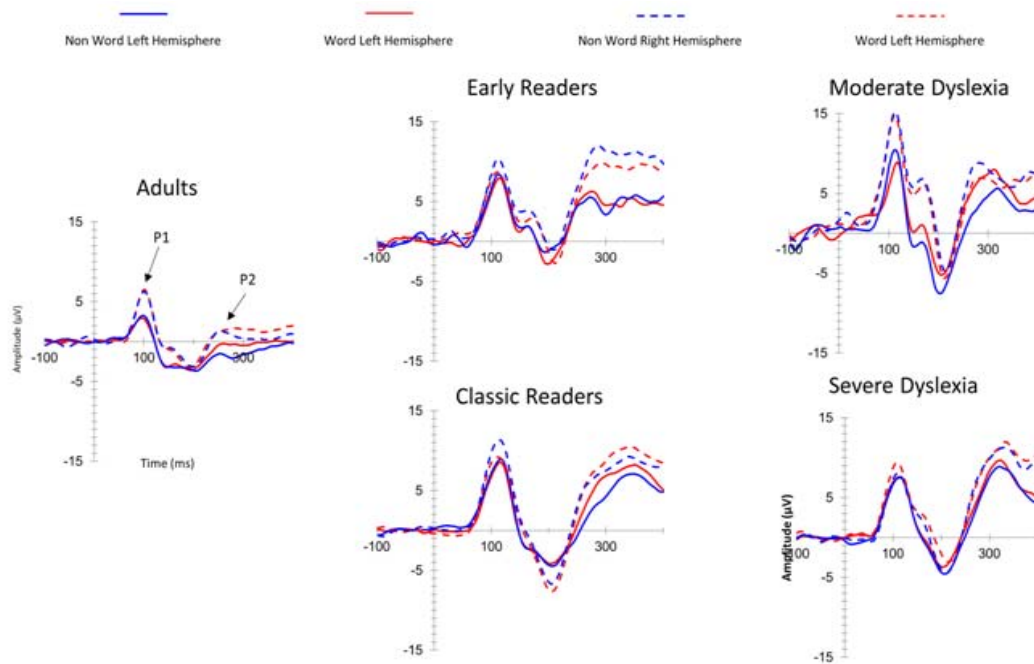 Non Word Left Hemisphere
Word Left Hemisphere
Non Word Right Hemisphere
Word Left Hemisphere
Early Readers
Moderate Dyslexia
Adults
15
5
-5
-15
-100
100
300
Amplitude (μV)
Time (ms)
P1
P2
15
5
-5
-15
-100
100
300
15
5
-5
-15
-100
100
300
Classic Readers
Severe Dyslexia
15
5
-5
-15
-100
100
300
15
5
-5
-15
100
300
Amplitude (μV)